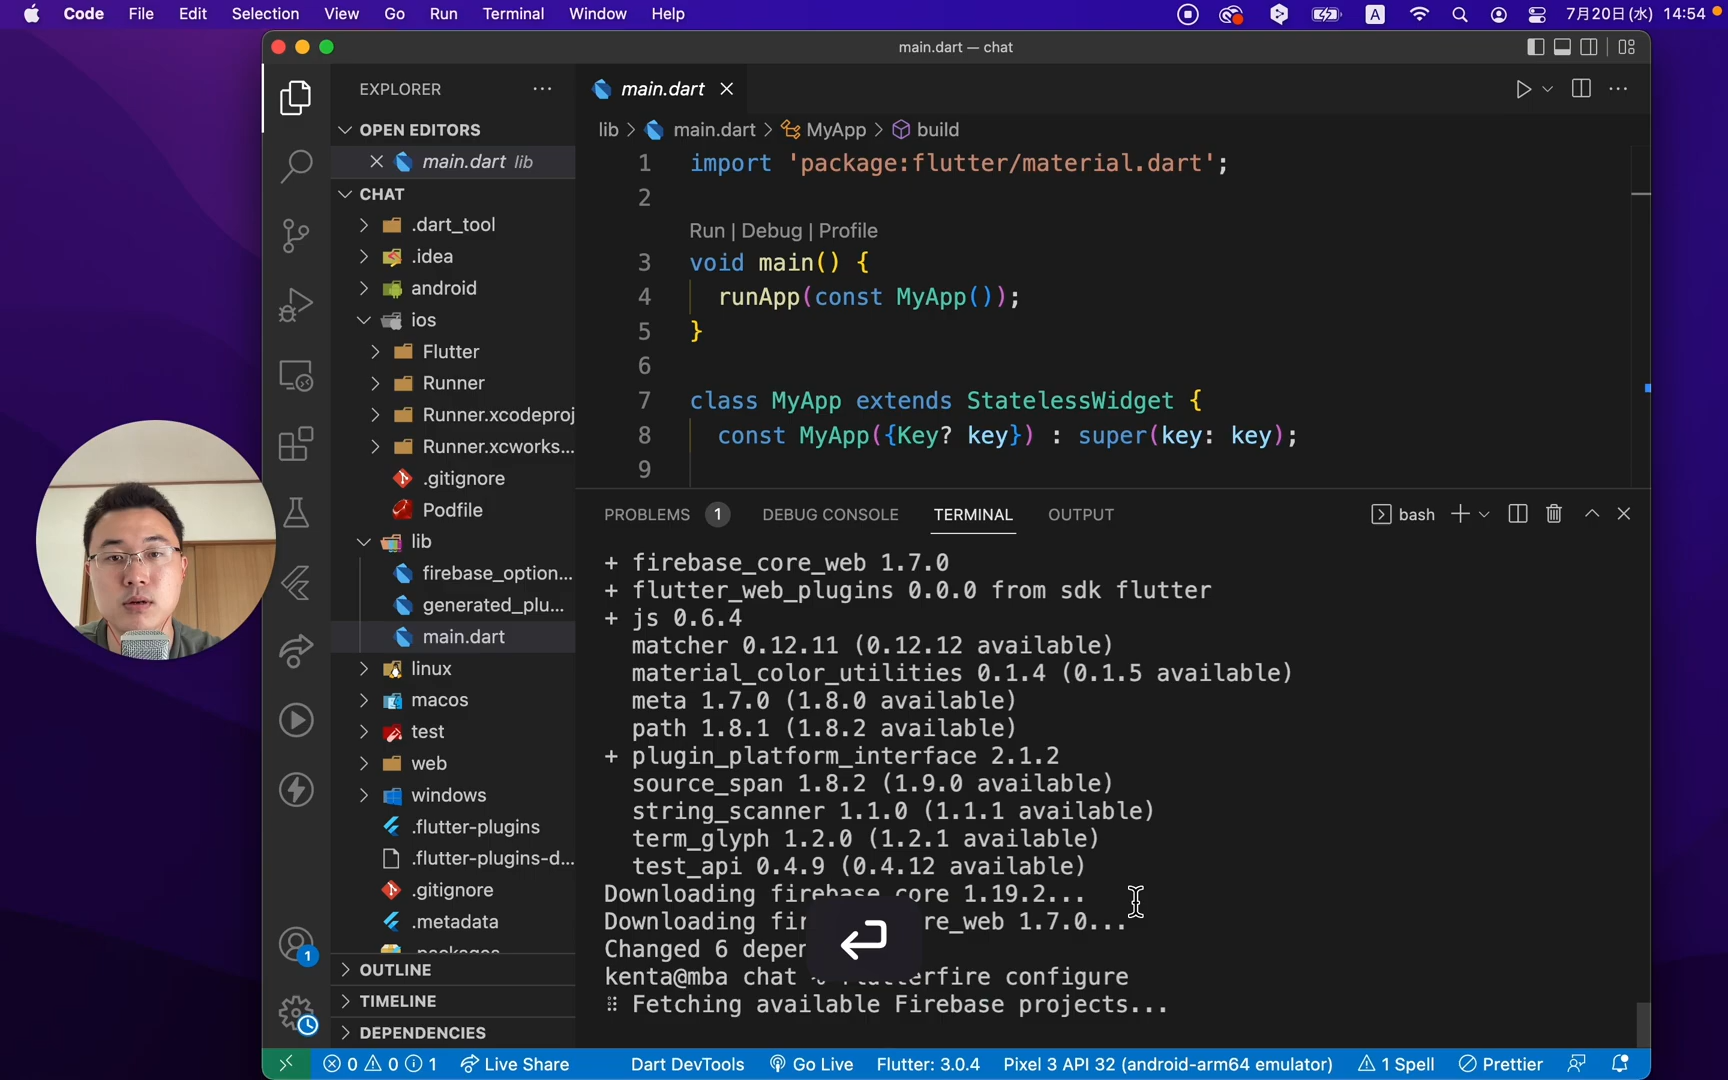 Code File Edit Selection View Go Run Terminal Window Help
A 7月20日(水) 14:54
main.dart — chat
EXPLORER
OPEN EDITORS
main.dart lib
CHAT
.dart_tool
.idea
android
ios
Flutter
Runner
Runner.xcodeproj
Runner.xcworks...
.gitignore
Podfile
lib
firebase_option...
generated_plu...
main.dart
linux
macos
test
web
windows
.flutter-plugins
.flutter-plugins-d...
.gitignore
.metadata
OUTLINE
TIMELINE
DEPENDENCIES
1
main.dart
lib > main.dart > MyApp > build
1 import 'package:flutter/material.dart';
2
Run | Debug | Profile
3 void main() {
4 runApp(const MyApp());
5 }
6
7 class MyApp extends StatelessWidget {
8 const MyApp({Key? key}) : super(key: key);
9
PROBLEMS 1 DEBUG CONSOLE TERMINAL OUTPUT bash
+ firebase_core_web 1.7.0
+ flutter_web_plugins 0.0.0 from sdk flutter
+ js 0.6.4
matcher 0.12.11 (0.12.12 available)
material_color_utilities 0.1.4 (0.1.5 available)
meta 1.7.0 (1.8.0 available)
path 1.8.1 (1.8.2 available)
+ plugin_platform_interface 2.1.2
source_span 1.8.2 (1.9.0 available)
string_scanner 1.1.0 (1.1.1 available)
term_glyph 1.2.0 (1.2.1 available)
test_api 0.4.9 (0.4.12 available)
Downloading firebase_core 1.19.2...
Downloading fir re_web 1.7.0...
Changed 6 depen
kenta@mba chat % flutterfire configure
Fetching available Firebase projects...
0 0 1 Live Share Dart DevTools Go Live Flutter: 3.0.4 Pixel 3 API 32 (android-arm64 emulator) 1 Spell Prettier